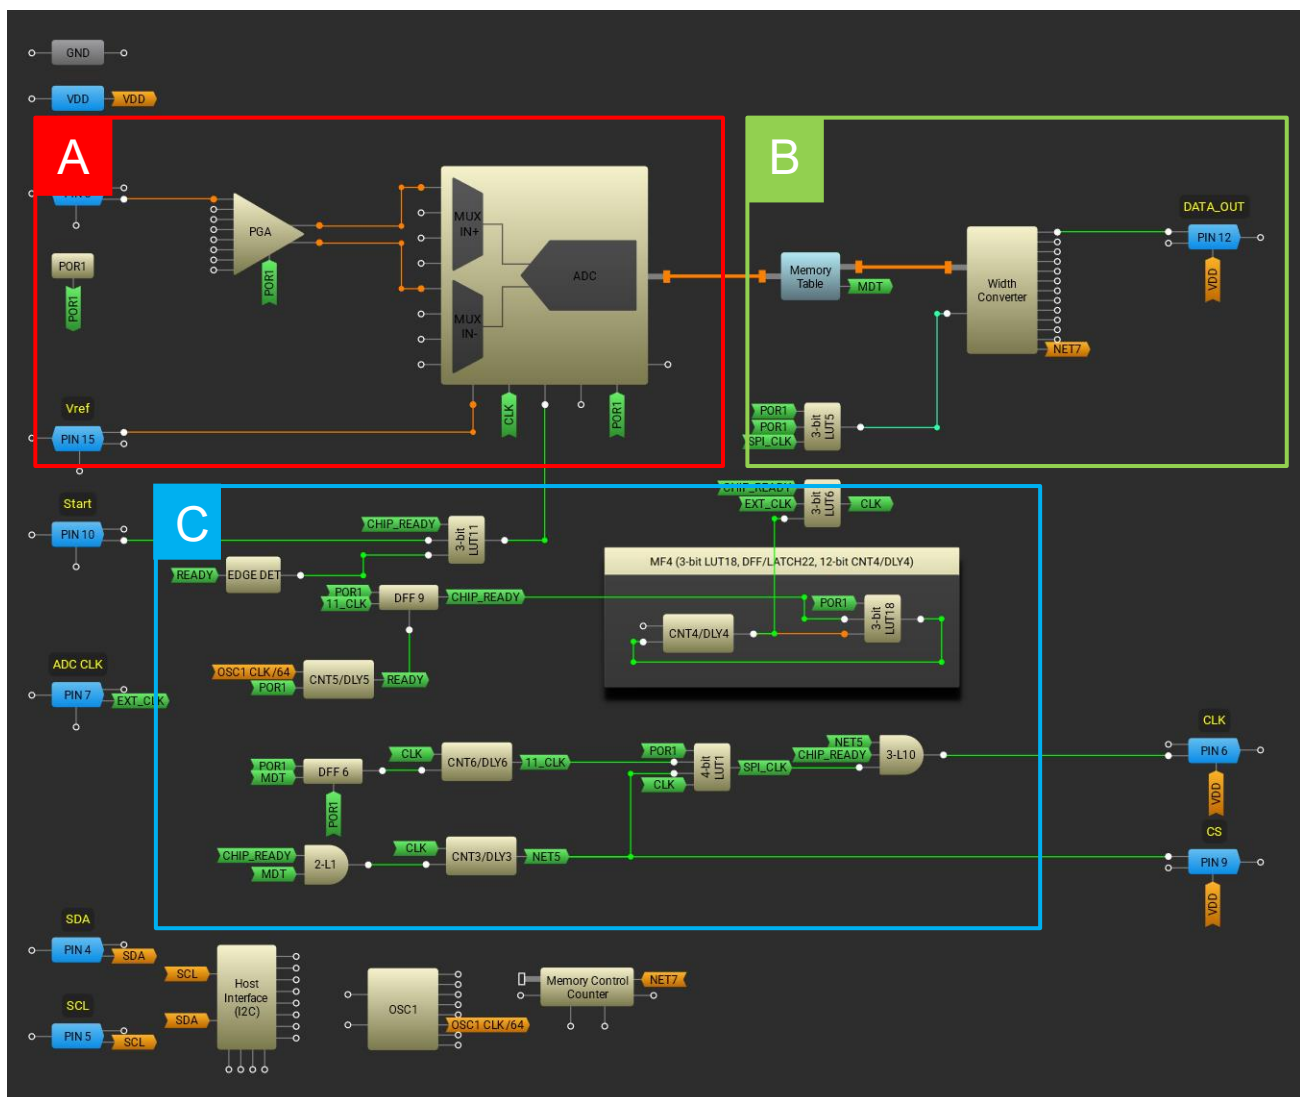 GND
VDD
VDD
A
B
POR1
POR1
PGA
POR1
MUX
IN+
MUX
IN-
ADC
CLK
POR1
Vref
PIN 15
Memory
Table
MDT
Width
Converter
NET7
DATA_OUT
PIN 12
VDD
POR1
POR1
SPI_CLK
3-bit
LUT5
Start
PIN 10
C
CHIP_READY
3-bit
LUT11
READY
EDGE DET
CHIP_READY
EXT_CLK
3-bit
LUT6
CLK
POR1
11_CLK
DFF 9
CHIP_READY
MF4 (3-bit LUT18, DFF/LATCH22, 12-bit CNT4/DLY4)
POR1
3-bit
LUT18
CNT4/DLY4
OSC1 CLK/64
POR1
CNT5/DLY5
READY
ADC CLK
PIN 7
EXT_CLK
POR1
MDT
DFF 6
POR1
CLK
CNT6/DLY6
11_CLK
POR1
CLK
4-bit
LUT1
SPI_CLK
NET5
CHIP_READY
3-L10
CLK
PIN 6
VDD
CHIP_READY
MDT
2-L1
CLK
CNT3/DLY3
NET5
CS
PIN 9
VDD
SDA
PIN 4
SDA
SCL
PIN 5
SCL
SCL
SDA
Host
Interface
(I2C)
OSC1
OSC1 CLK/64
Memory Control
Counter
NET7